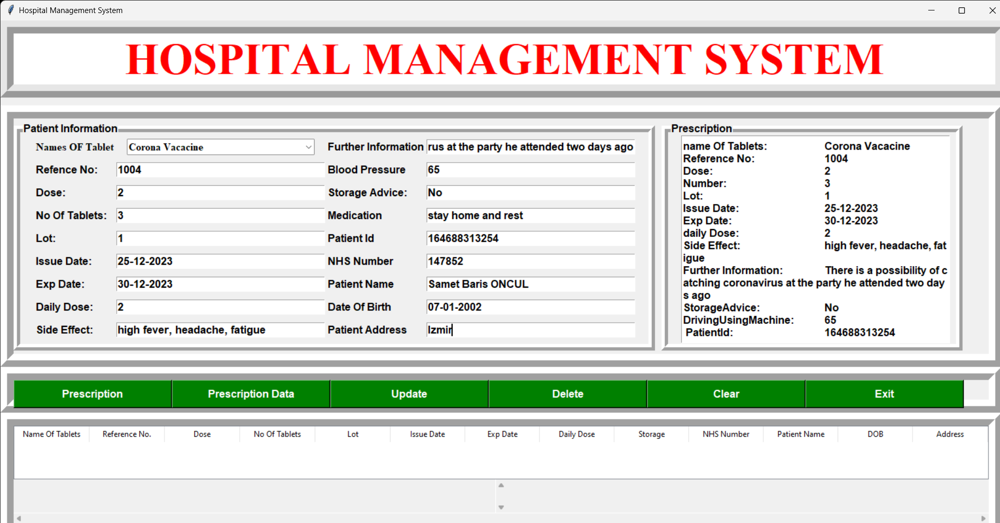 Hospital Management System
HOSPITAL MANAGEMENT SYSTEM
Patient Information
Names OF Tablet Corona Vacacine
Refence No: 1004
Dose: 2
No Of Tablets: 3
Lot: 1
Issue Date: 25-12-2023
Exp Date: 30-12-2023
Daily Dose: 2
Side Effect: high fever, headache, fatigue
Further Information rus at the party he attended two days ago
Blood Pressure 65
Storage Advice: No
Medication stay home and rest
Patient Id 164688313254
NHS Number 147852
Patient Name Samet Baris ONCUL
Date Of Birth 07-01-2002
Patient Address Izmir
Prescription
name Of Tablets: Corona Vacacine
Reference No: 1004
Dose: 2
Number: 3
Lot: 1
Issue Date: 25-12-2023
Exp Date: 30-12-2023
daily Dose: 2
Side Effect: high fever, headache, fat
igue
Further Information: There is a possibility of c
atching coronavirus at the party he attended two day
s ago
StorageAdvice: No
DrivingUsingMachine: 65
PatientId: 164688313254
Prescription Prescription Data Update Delete Clear Exit
Name Of Tablets Reference No. Dose No Of Tablets Lot Issue Date Exp Date Daily Dose Storage NHS Number Patient Name DOB Address